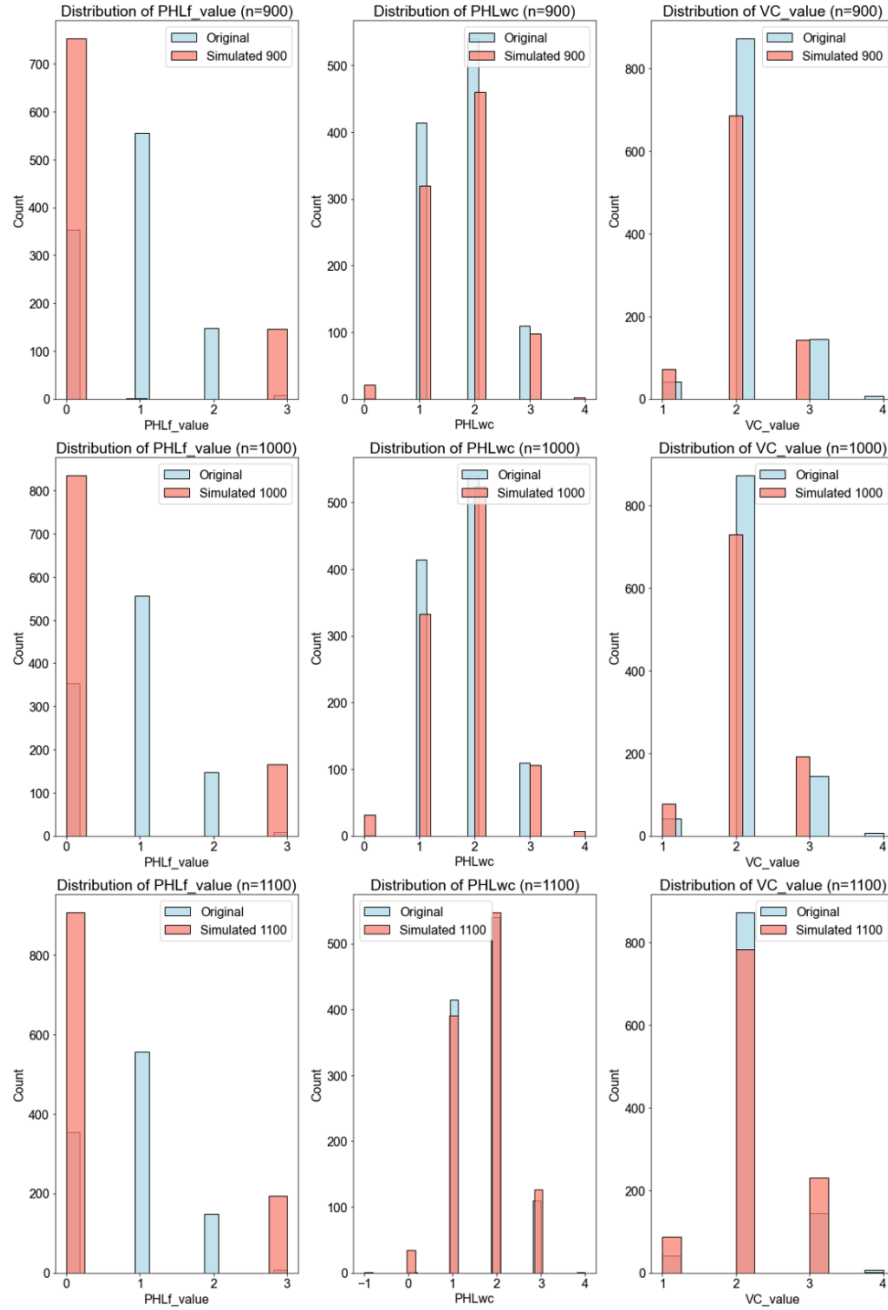 Distribution of PHLf_value (n=900)
Original
Simulated 900
700
600
500
400
300
200
100
0
Count
0 1 2 3
PHLf_value
Distribution of PHLwc (n=900)
Original
Simulated 900
500
400
300
200
100
0
Count
0 1 2 3 4
PHLwc
Distribution of VC_value (n=900)
Original
Simulated 900
800
600
400
200
0
Count
1 2 3 4
VC_value
Distribution of PHLf_value (n=1000)
Original
Simulated 1000
800
700
600
500
400
300
200
100
0
Count
0 1 2 3
PHLf_value
Distribution of PHLwc (n=1000)
Original
Simulated 1000
500
400
300
200
100
0
Count
0 1 2 3 4
PHLwc
Distribution of VC_value (n=1000)
Original
Simulated 1000
800
600
400
200
0
Count
1 2 3 4
VC_value
Distribution of PHLf_value (n=1100)
Original
Simulated 1100
800
600
400
200
0
Count
0 1 2 3
PHLf_value
Distribution of PHLwc (n=1100)
Original
Simulated 1100
500
400
300
200
100
0
Count
−1 0 1 2 3 4
PHLwc
Distribution of VC_value (n=1100)
Original
Simulated 1100
800
600
400
200
0
Count
1 2 3 4
VC_value